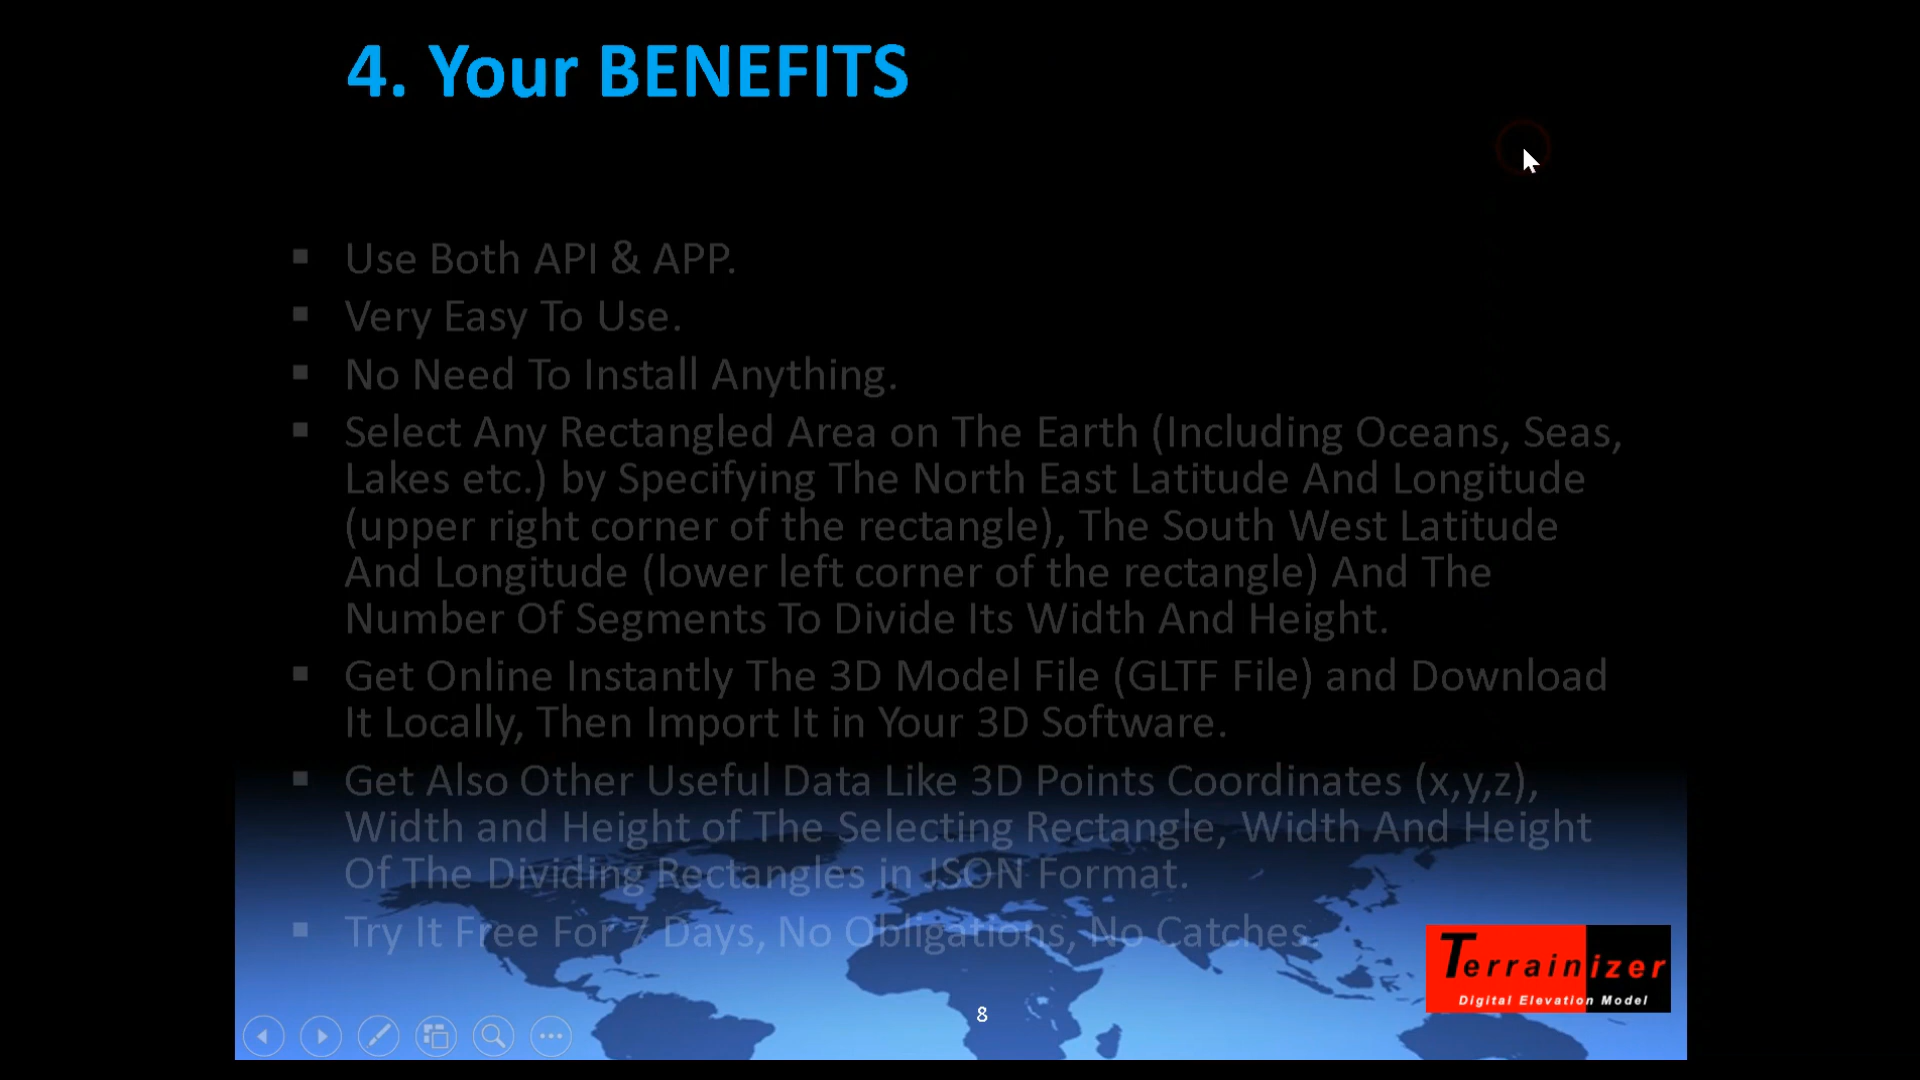 4. Your BENEFITS
▪ Use Both API & APP.
▪ Very Easy To Use.
▪ No Need To Install Anything.
▪ Select Any Rectangled Area on The Earth (Including Oceans, Seas,
Lakes etc.) by Specifying The North East Latitude And Longitude
(upper right corner of the rectangle), The South West Latitude
And Longitude (lower left corner of the rectangle) And The
Number Of Segments To Divide Its Width And Height.
▪ Get Online Instantly The 3D Model File (GLTF File) and Download
It Locally, Then Import It in Your 3D Software.
▪ Get Also Other Useful Data Like 3D Points Coordinates (x,y,z),
Width and Height of The Selecting Rectangle, Width And Height
Of The Dividing Rectangles in JSON Format.
▪ Try It Free For 7 Days, No Obligations, No Catches.
Terrainizer
Digital Elevation Model
8